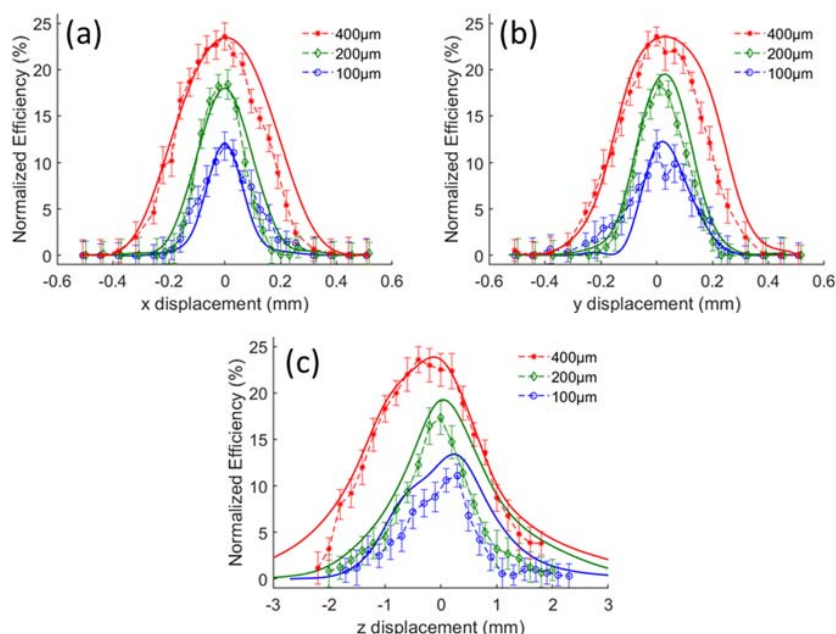 (a)
400μm
200μm
100μm
Normalized Efficiency (%)
25
20
15
10
5
0
-0.6 -0.4 -0.2 0 0.2 0.4 0.6
x displacement (mm)
(b)
400μm
200μm
100μm
Normalized Efficiency (%)
25
20
15
10
5
0
-0.6 -0.4 -0.2 0 0.2 0.4 0.6
y displacement (mm)
(c)
400μm
200μm
100μm
Normalized Efficiency (%)
25
20
15
10
5
0
-3 -2 -1 0 1 2 3
z displacement (mm)